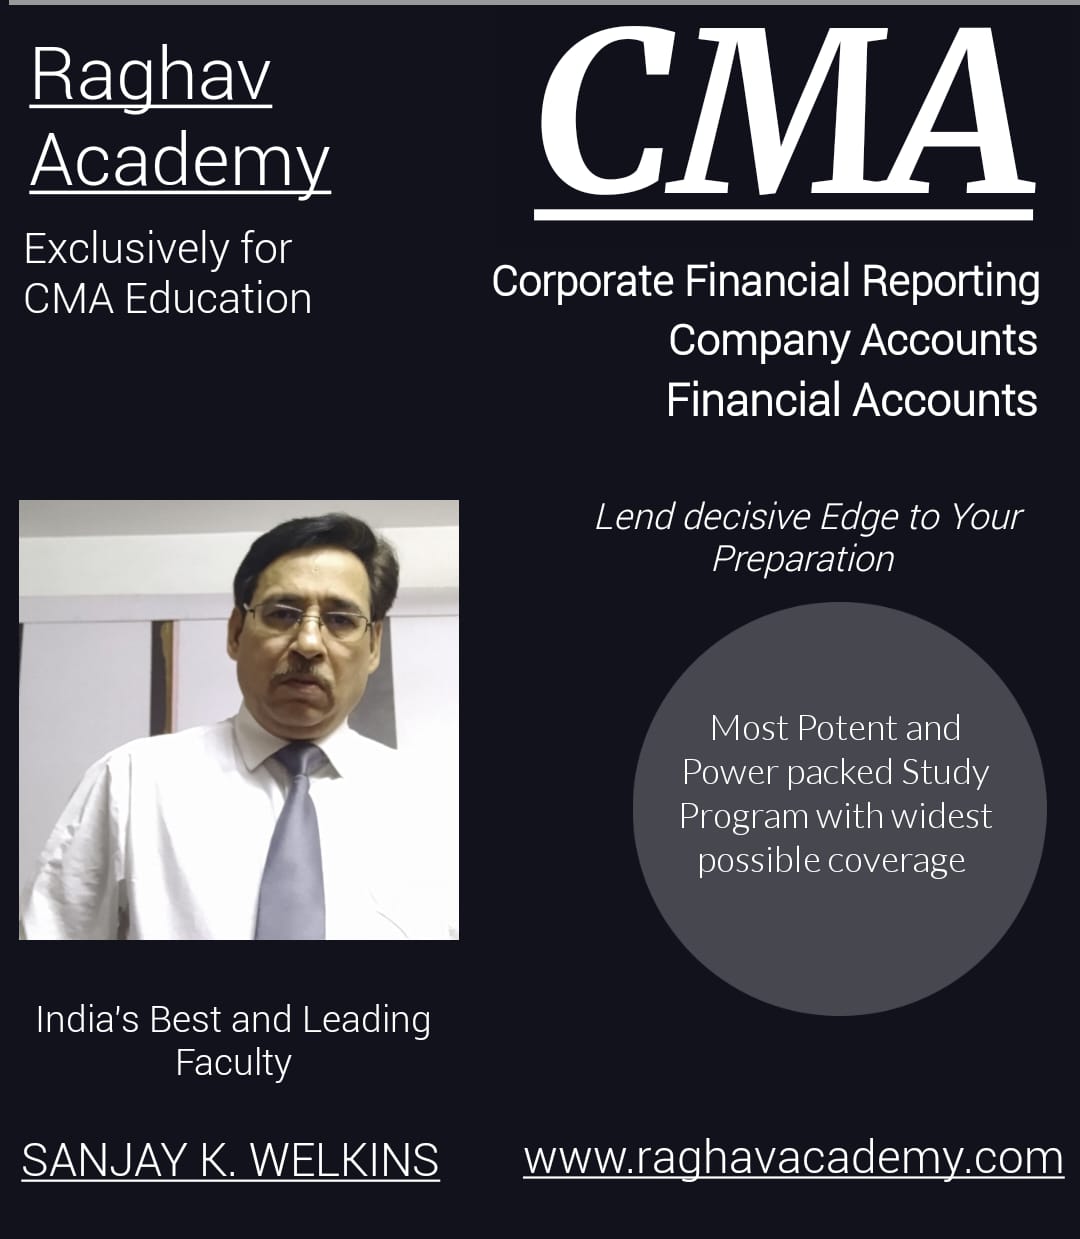 Raghav
Academy
Exclusively for
CMA Education
CMA
Corporate Financial Reporting
Company Accounts
Financial Accounts
Lend decisive Edge to Your
Preparation
Most Potent and
Power packed Study
Program with widest
possible coverage
India's Best and Leading
Faculty
SANJAY K. WELKINS
www.raghavacademy.com